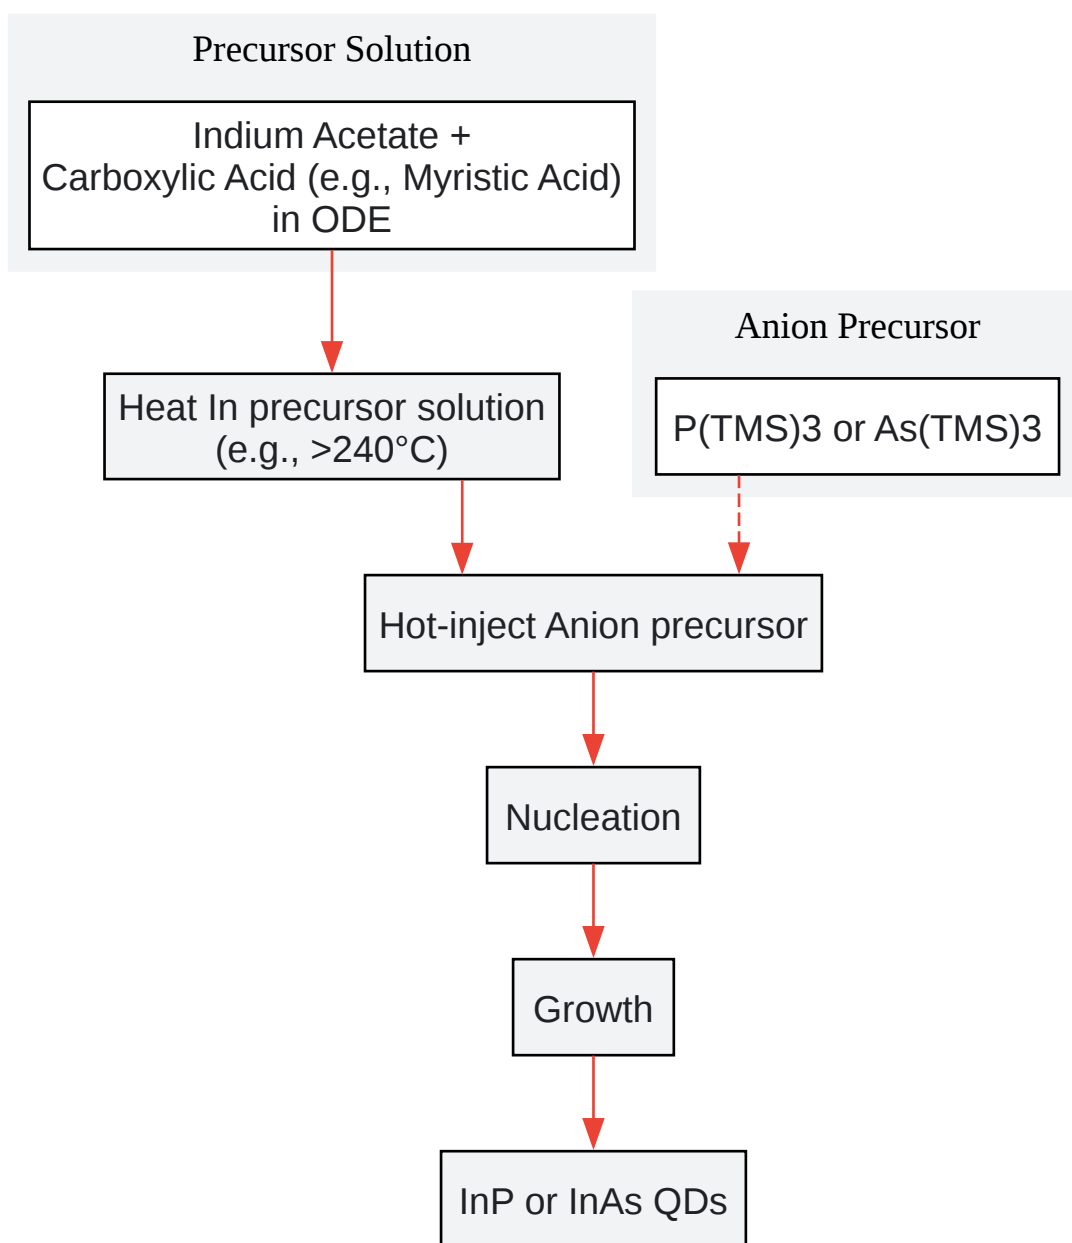 Precursor Solution
Indium Acetate +
Carboxylic Acid (e.g., Myristic Acid)
in ODE
Anion Precursor
Heat In precursor solution
(e.g., >240°C)
P(TMS)3 or As(TMS)3
Hot-inject Anion precursor
Nucleation
Growth
InP or InAs QDs